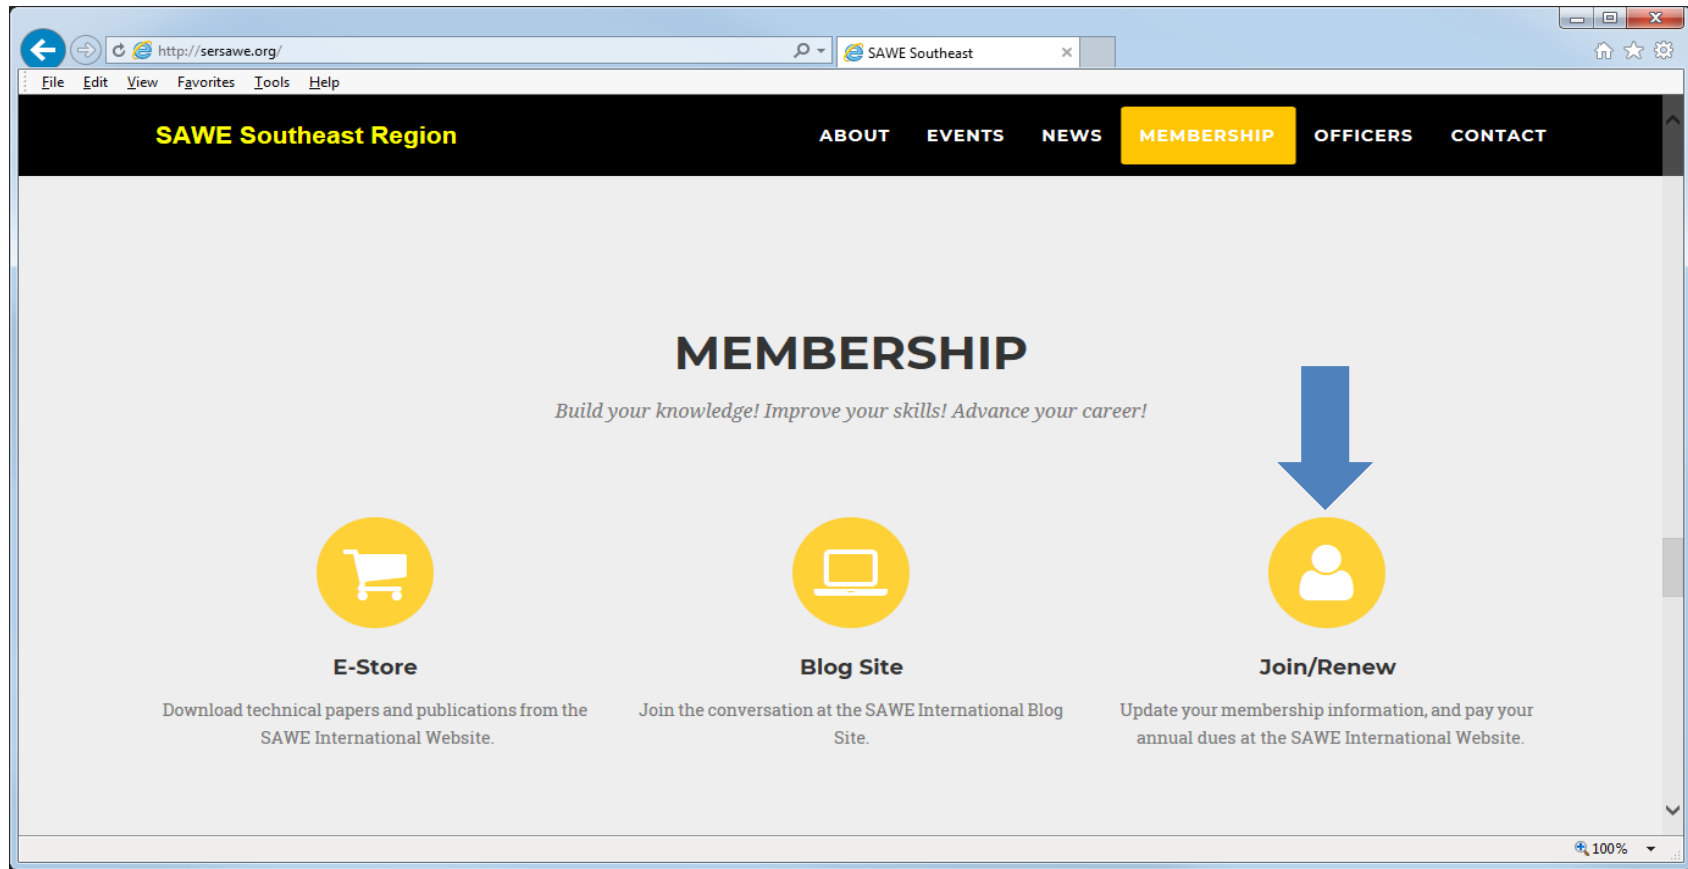 http://sersawe.org/
SAWE Southeast
File Edit View Favorites Tools Help
SAWE Southeast Region
ABOUT EVENTS NEWS MEMBERSHIP OFFICERS CONTACT
MEMBERSHIP
Build your knowledge! Improve your skills! Advance your career!
E-Store
Download technical papers and publications from the
SAWE International Website.
Blog Site
Join the conversation at the SAWE International Blog
Site.
Join/Renew
Update your membership information, and pay your
annual dues at the SAWE International Website.
100%